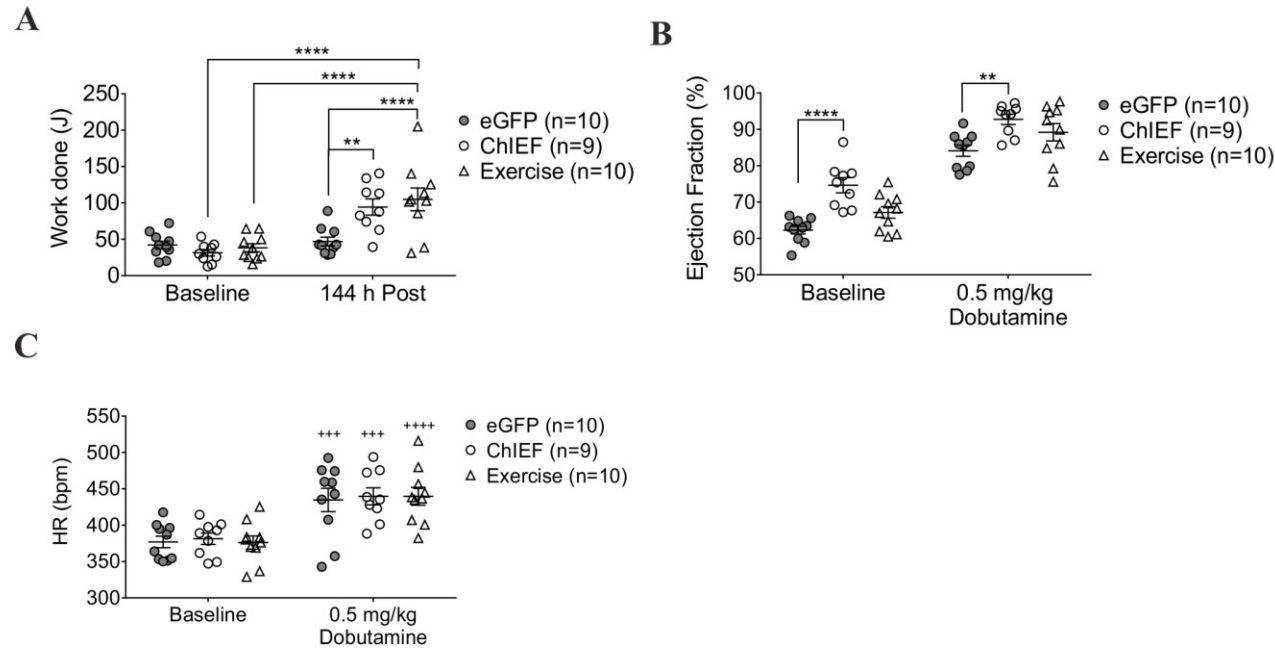 A
****
****
****
**
Work done (J)
250
200
150
100
50
0
Baseline
144 h Post
eGFP (n=10)
ChIEF (n=9)
Exercise (n=10)
B
**
****
Ejection Fraction (%)
100
90
80
70
60
50
Baseline
0.5 mg/kg
Dobutamine
eGFP (n=10)
ChIEF (n=9)
Exercise (n=10)
C
HR (bpm)
550
500
450
400
350
300
+++
+++
++++
Baseline
0.5 mg/kg
Dobutamine
eGFP (n=10)
ChIEF (n=9)
Exercise (n=10)